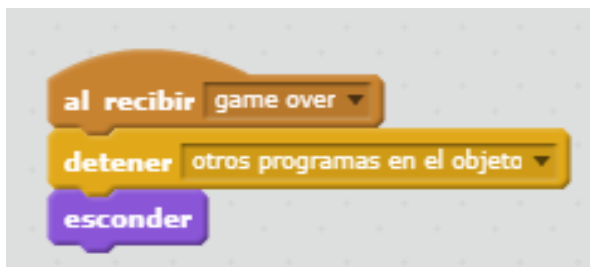 al recibir game over
detener otros programas en el objeto
esconder